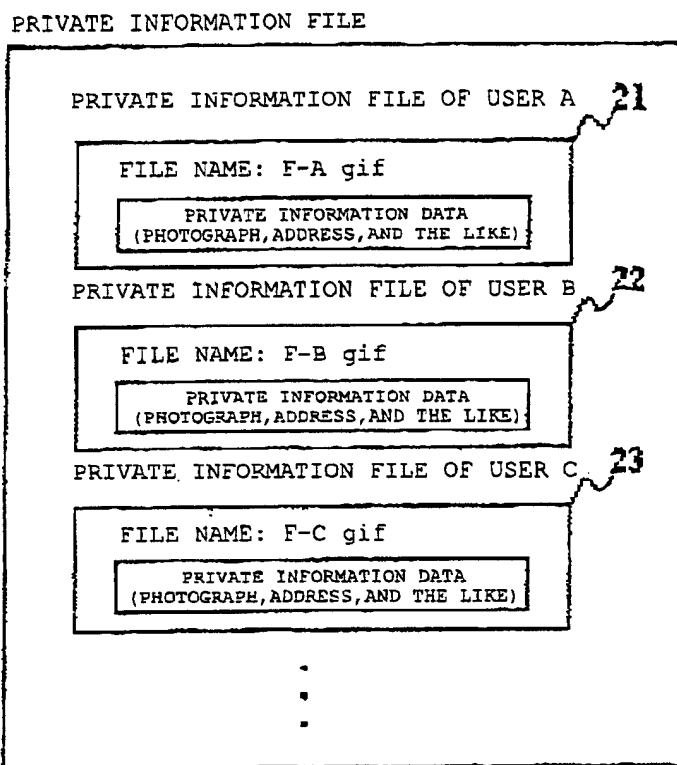 PRIVATE INFORMATION FILE
PRIVATE INFORMATION FILE OF USER A 21
FILE NAME: F-A gif
PRIVATE INFORMATION DATA
(PHOTOGRAPH,ADDRESS,AND THE LIKE)
PRIVATE INFORMATION FILE OF USER B 22
FILE NAME: F-B gif
PRIVATE INFORMATION DATA
(PHOTOGRAPH,ADDRESS,AND THE LIKE)
PRIVATE INFORMATION FILE OF USER C 23
FILE NAME: F-C gif
PRIVATE INFORMATION DATA
(PHOTOGRAPH,ADDRESS,AND THE LIKE)